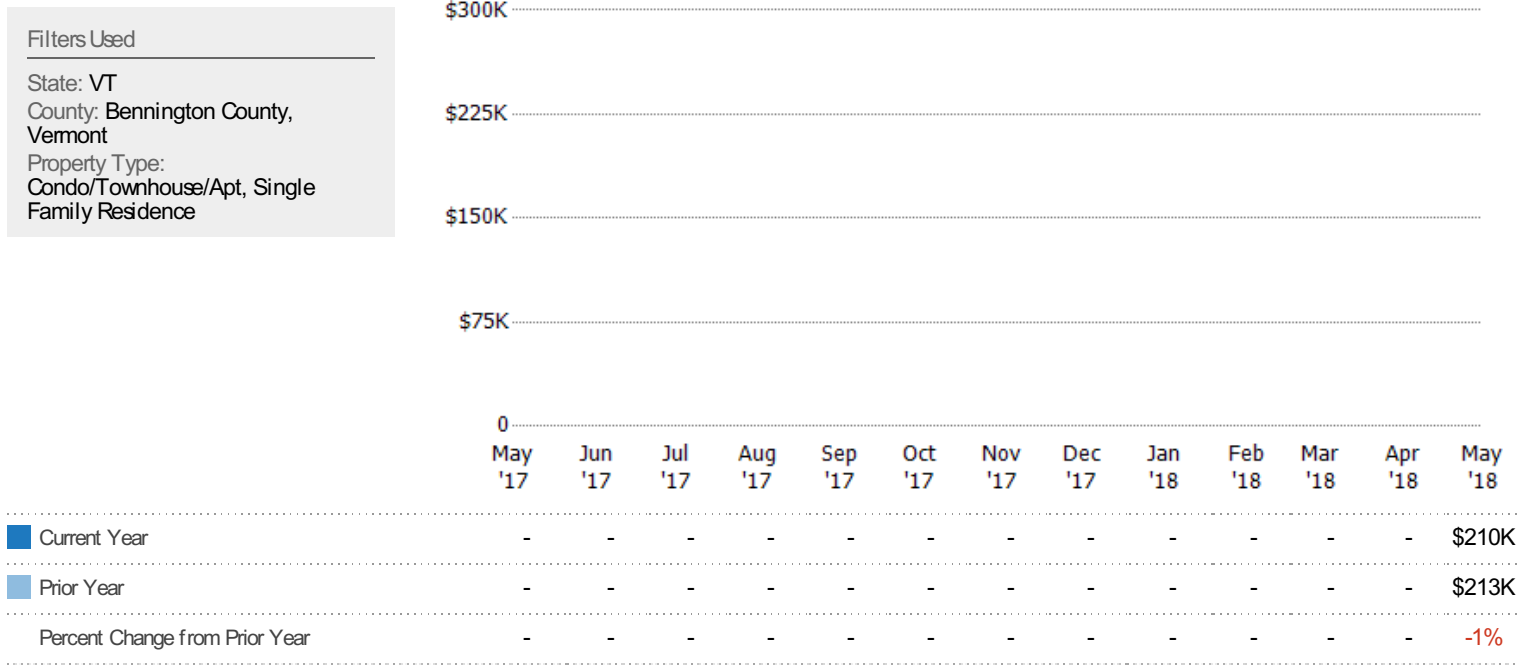 Filters Used
State: VT
County: Bennington County,
Vermont
Property Type:
Condo/Townhouse/Apt, Single
Family Residence
$300K
$225K
$150K
$75K
0
May Jun Jul Aug Sep Oct Nov Dec Jan Feb Mar Apr May
'17 '17 '17 '17 '17 '17 '17 '17 '18 '18 '18 '18 '18
Current Year - - - - - - - - - - - - $210K
Prior Year - - - - - - - - - - - - $213K
Percent Change from Prior Year - - - - - - - - - - - - -1%